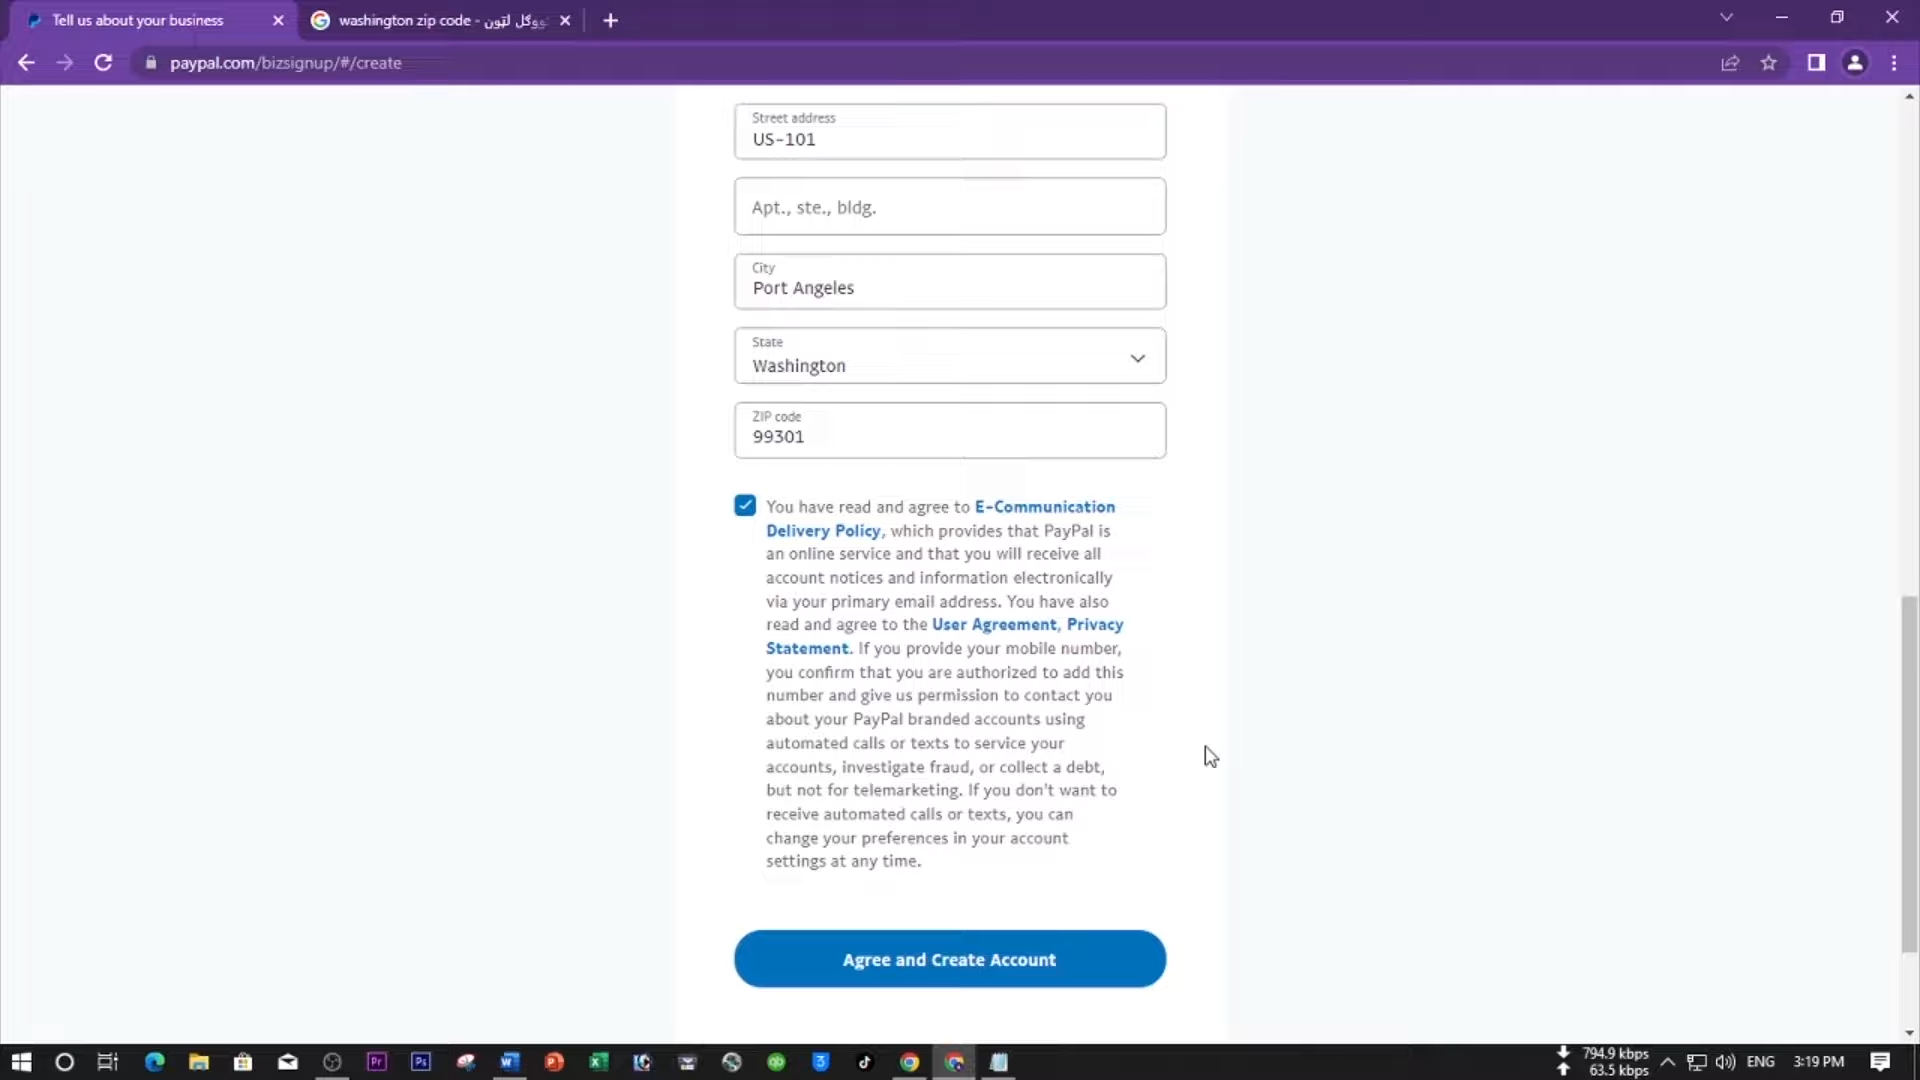 Tell us about your business
washington zip code - گووگل لټون
paypal.com/bizsignup/#/create
Street address
US-101
Apt., ste., bldg.
City
Port Angeles
State
Washington
ZIP code
99301
You have read and agree to E-Communication
Delivery Policy, which provides that PayPal is
an online service and that you will receive all
account notices and information electronically
via your primary email address. You have also
read and agree to the User Agreement, Privacy
Statement. If you provide your mobile number,
you confirm that you are authorized to add this
number and give us permission to contact you
about your PayPal branded accounts using
automated calls or texts to service your
accounts, investigate fraud, or collect a debt,
but not for telemarketing. If you don't want to
receive automated calls or texts, you can
change your preferences in your account
settings at any time.
Agree and Create Account
794.9 kbps
63.5 kbps
ENG
3:19 PM